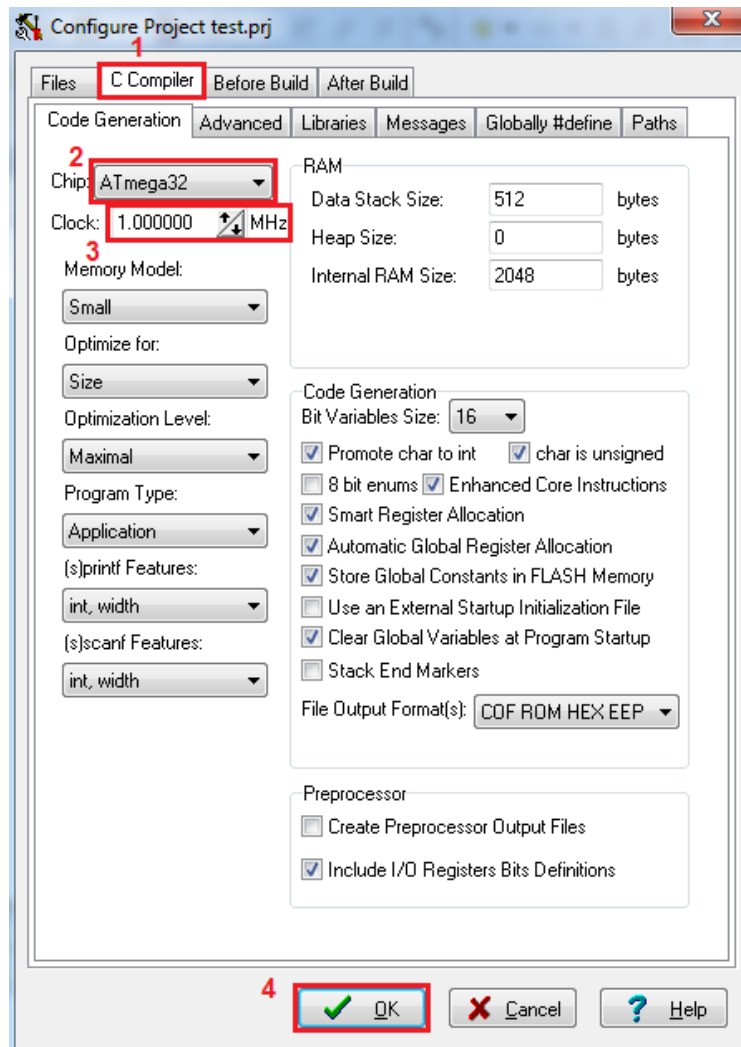 Configure Project test.prj
x
1
Files C Compiler Before Build After Build
Code Generation Advanced Libraries Messages Globally #define Paths
2
Chip: ATmega32
Clock: 1.000000 MHz
3
Memory Model:
Small
Optimize for:
Size
Optimization Level:
Maximal
Program Type:
Application
(s)printf Features:
int, width
(s)scanf Features:
int, width
RAM
Data Stack Size: 512 bytes
Heap Size: 0 bytes
Internal RAM Size: 2048 bytes
Code Generation
Bit Variables Size: 16
Promote char to int char is unsigned
8 bit enums Enhanced Core Instructions
Smart Register Allocation
Automatic Global Register Allocation
Store Global Constants in FLASH Memory
Use an External Startup Initialization File
Clear Global Variables at Program Startup
Stack End Markers
File Output Format(s): COF ROM HEX EEP
Preprocessor
Create Preprocessor Output Files
Include I/O Registers Bits Definitions
4
OK Cancel ? Help